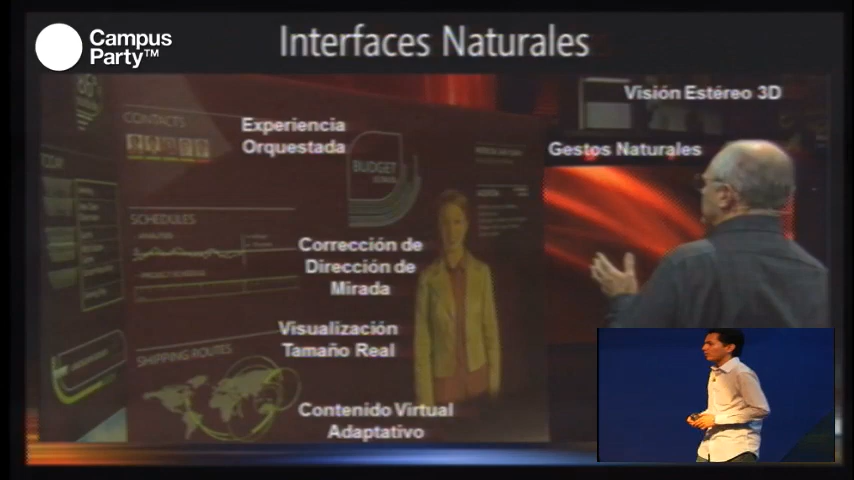 Campus
Party™
Interfaces Naturales
Visión Estéreo 3D
CONTACTS
Experiencia
Orquestada
Gestos Naturales
BUDGET
TODAY
SCHEDULES
Corrección de
Dirección de
Mirada
Visualización
Tamaño Real
SHIPPING ROUTES
Contenido Virtual
Adaptativo